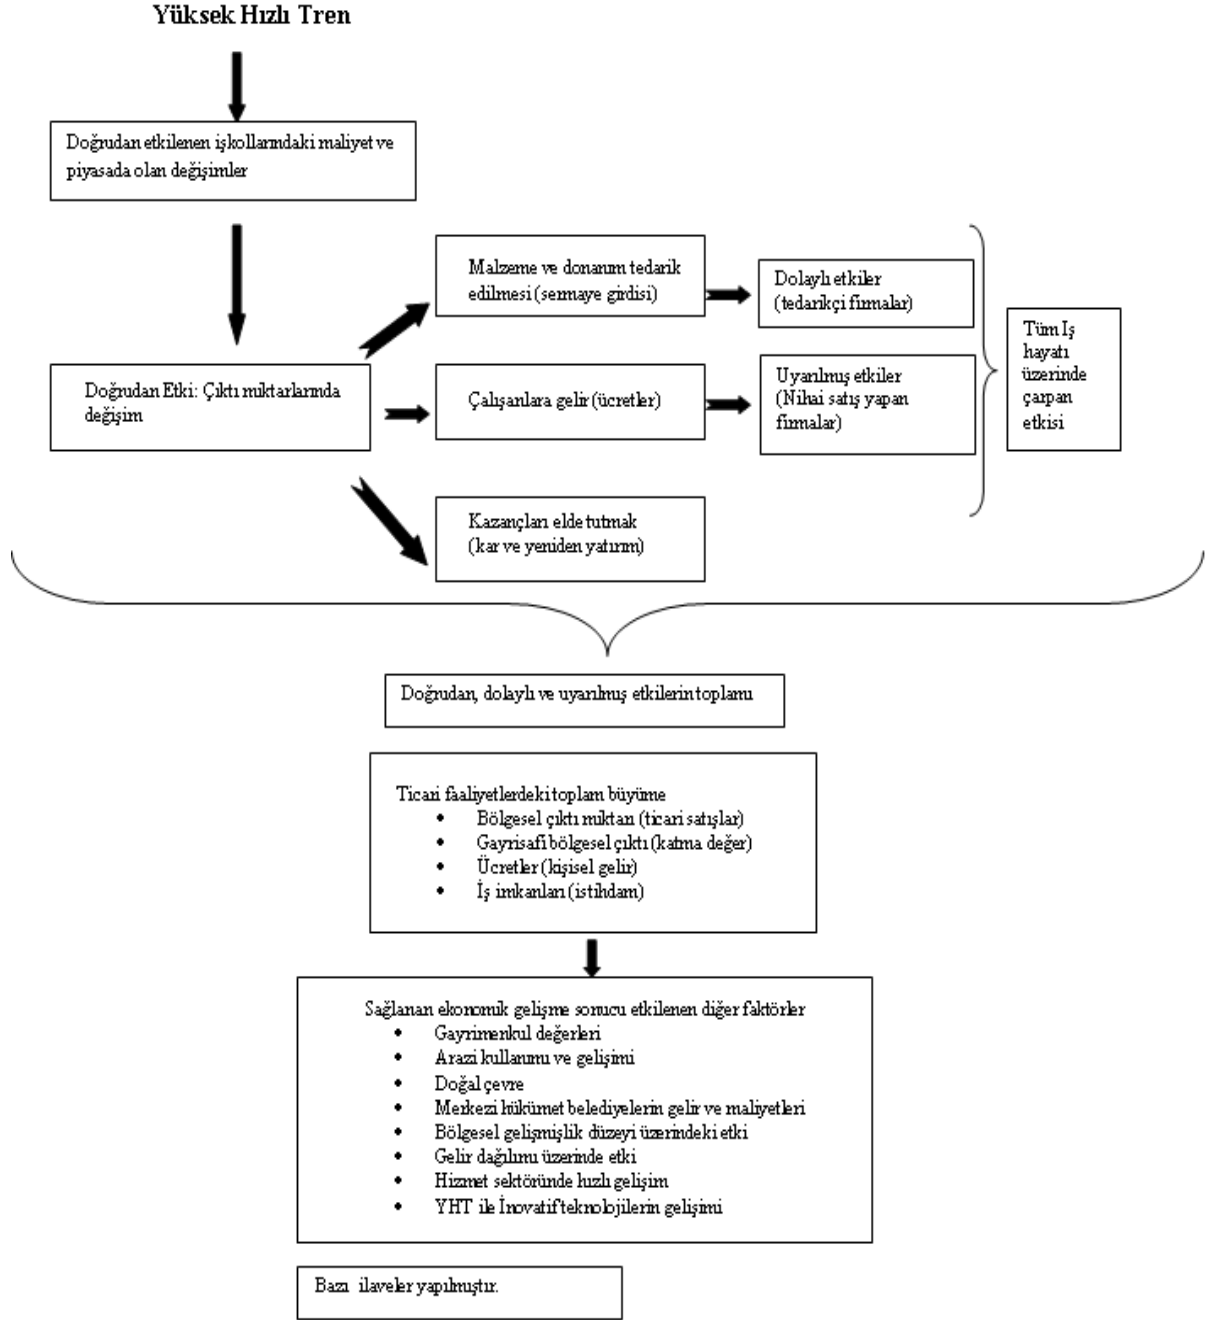 Yüksek Hızlı Tren
Doğrudan etkilenen işkollarındaki maliyet ve
piyasada olan değişimler
Malzeme ve donanım tedarik
edilmesi (sermaye girdisi)
Dolaylı etkiler
(tedarikçi firmalar)
Tüm Iş
hayatı
üzerinde
çarpan
etkisi
Doğrudan Etki: Çıktı miktarlarında
değişim
Çalışanlara gelir (ücretler)
Uyarılmış etkiler
(Nihai satış yapan
firmalar)
Kazançları elde tutmak
(kar ve yeniden yatırım)
Doğrudan, dolaylı ve uyarılmış etkilerin toplamı
Ticari faaliyetlerdeki toplam büyüme
• Bölgesel çıktı miktarı (ticari satışlar)
• Gayrisafi bölgesel çıktı (katma değer)
• Ücretler (kişisel gelir)
• İş imkanları (istihdam)
Sağlanan ekonomik gelişme sonucu etkilenen diğer faktörler
• Gayrimenkul değerleri
• Arazi kullanımı ve gelişimi
• Doğal çevre
• Merkezi hükümet belediyelerin gelir ve maliyetleri
• Bölgesel gelişmişlik düzeyi üzerindeki etki
• Gelir dağılımı üzerinde etki
• Hizmet sektöründe hızlı gelişim
• YHT ile İnovatif teknolojilerin gelişimi
Bazı ilaveler yapılmıştır.